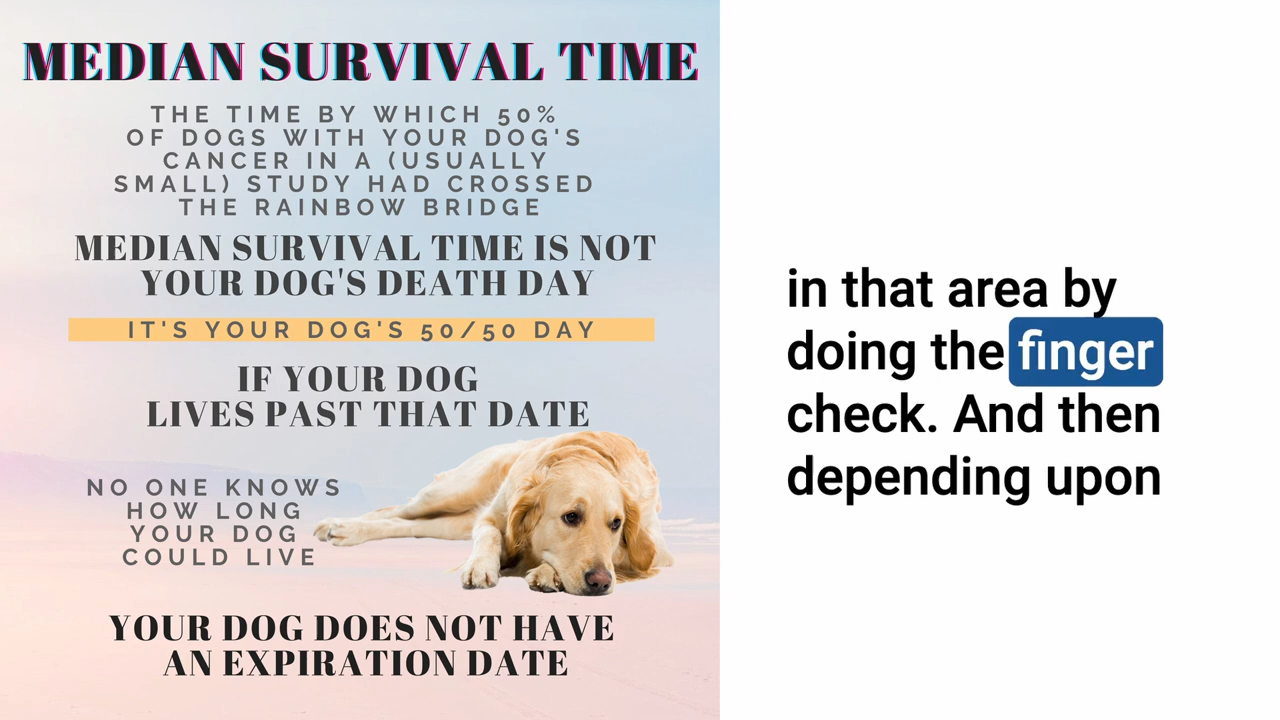 MEDIAN SURVIVAL TIME
THE TIME BY WHICH 50%
OF DOGS WITH YOUR DOG'S
CANCER IN A (USUALLY
SMALL) STUDY HAD CROSSED
THE RAINBOW BRIDGE
MEDIAN SURVIVAL TIME IS NOT
YOUR DOG'S DEATH DAY
IT'S YOUR DOG'S 50/50 DAY
IF YOUR DOG
LIVES PAST THAT DATE
NO ONE KNOWS
HOW LONG
YOUR DOG
COULD LIVE
YOUR DOG DOES NOT HAVE
AN EXPIRATION DATE
in that area by
doing the finger
check. And then
depending upon